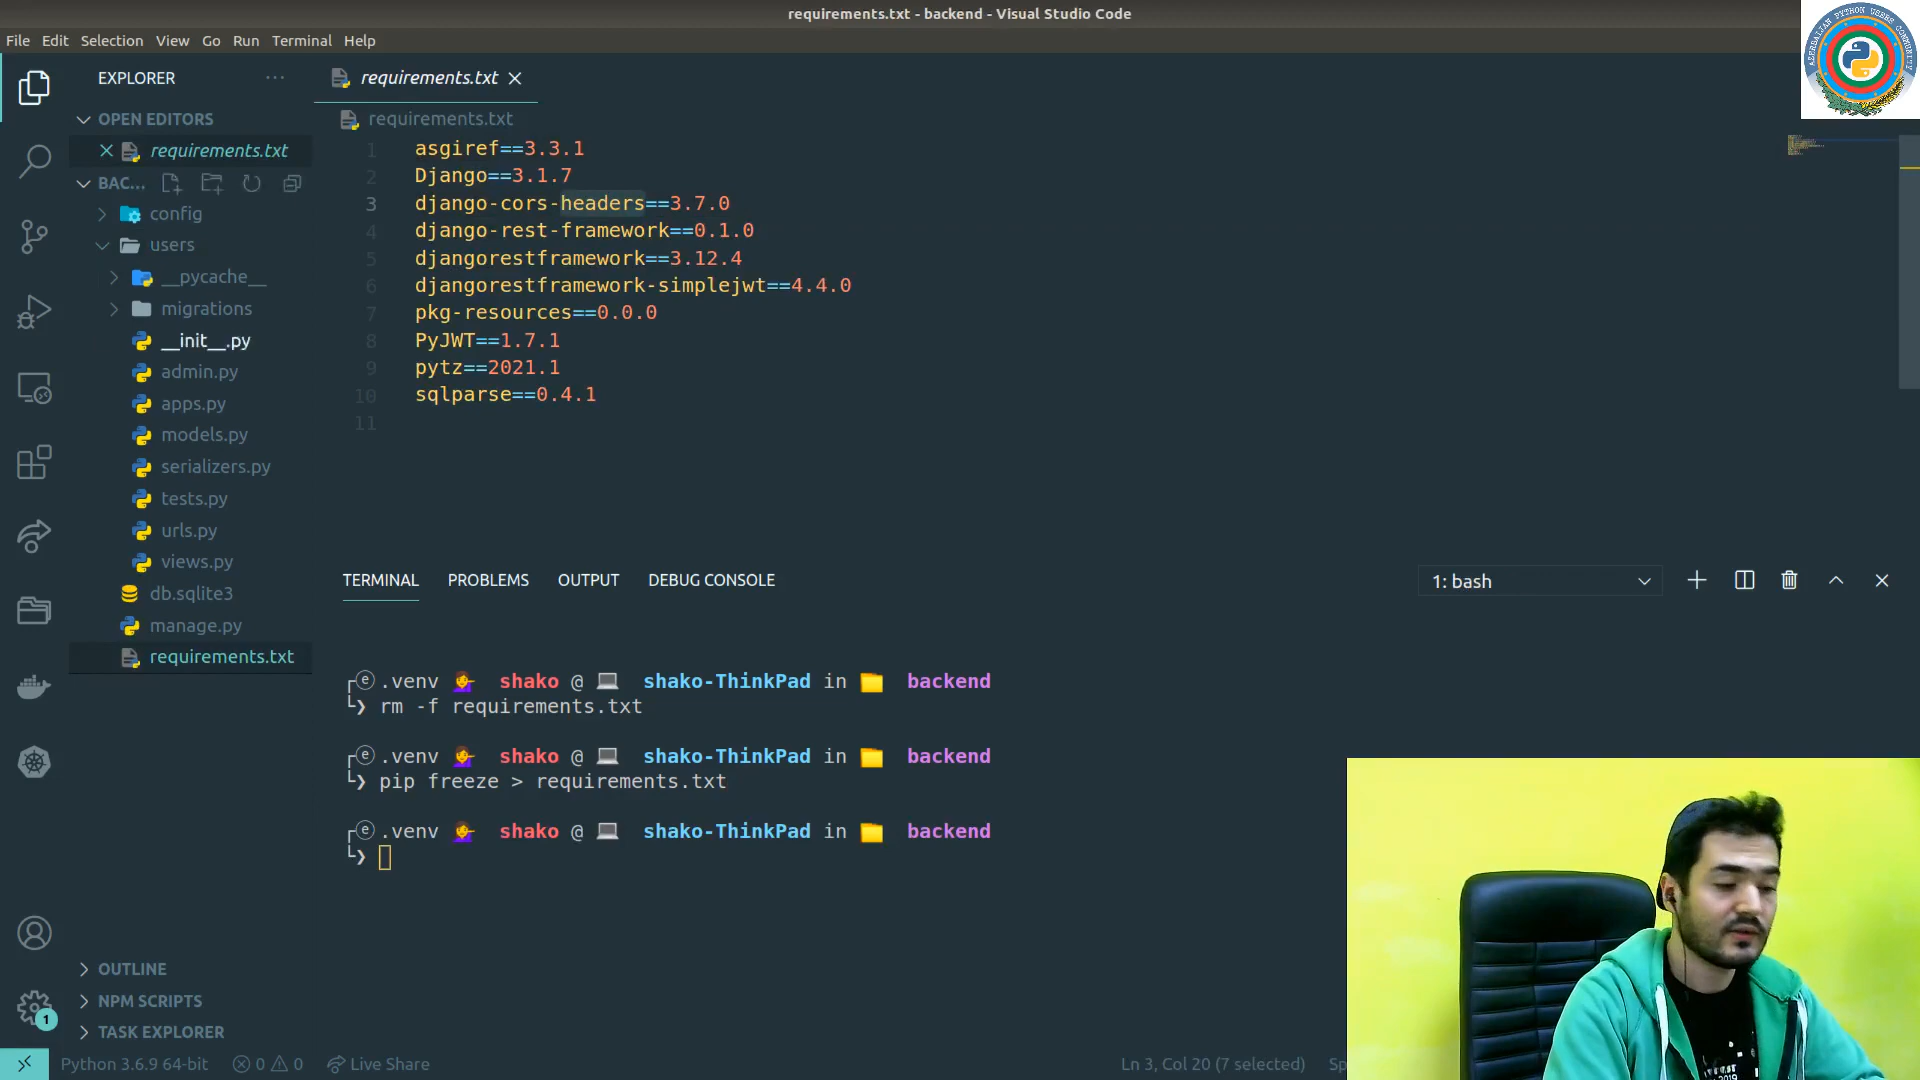 requirements.txt - backend - Visual Studio Code
File Edit Selection View Go Run Terminal Help
AZERBAIJAN PYTHON USERS COMMUNITY
EXPLORER
requirements.txt
OPEN EDITORS
requirements.txt
requirements.txt
BAC...
config
users
__pycache__
migrations
__init__.py
admin.py
apps.py
models.py
serializers.py
tests.py
urls.py
views.py
db.sqlite3
manage.py
requirements.txt
1 asgiref==3.3.1
2 Django==3.1.7
3 django-cors-headers==3.7.0
4 django-rest-framework==0.1.0
5 djangorestframework==3.12.4
6 djangorestframework-simplejwt==4.4.0
7 pkg-resources==0.0.0
8 PyJWT==1.7.1
9 pytz==2021.1
10 sqlparse==0.4.1
11
TERMINAL PROBLEMS OUTPUT DEBUG CONSOLE
1: bash
e .venv shako @ shako-ThinkPad in backend
❯ rm -f requirements.txt
e .venv shako @ shako-ThinkPad in backend
❯ pip freeze > requirements.txt
e .venv shako @ shako-ThinkPad in backend
❯
OUTLINE
NPM SCRIPTS
1
TASK EXPLORER
Python 3.6.9 64-bit 0 0 Live Share
Ln 3, Col 20 (7 selected) Sp
2019